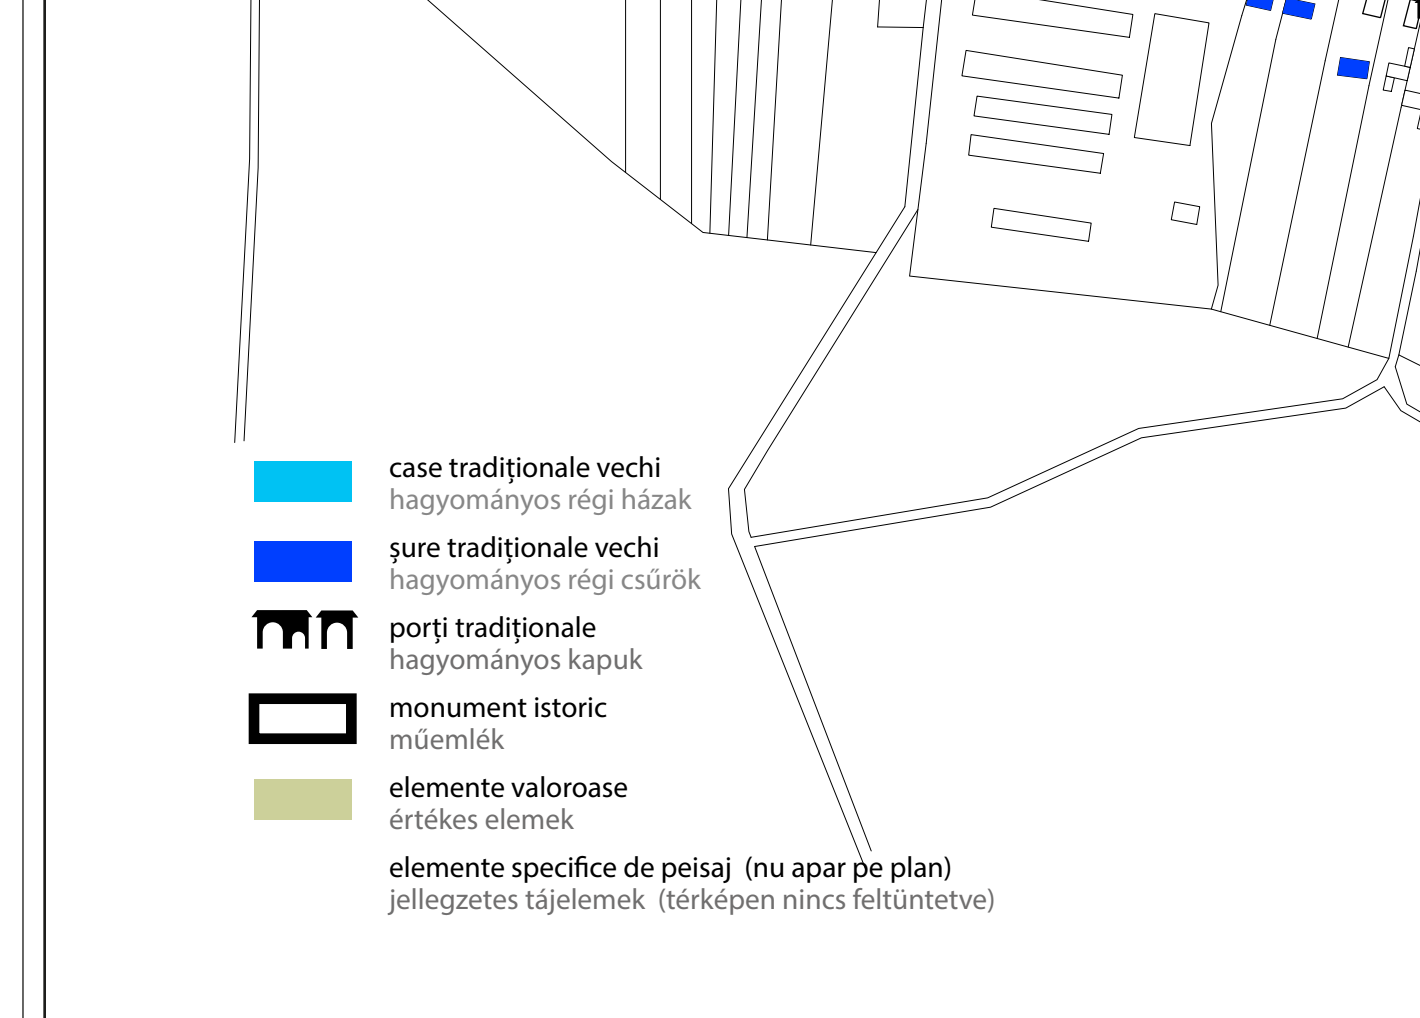 case tradiționale vechi
hagyományos régi házak
șure tradiționale vechi
hagyományos régi csűrök
porți tradiționale
hagyományos kapuk
monument istoric
műemlék
elemente valoroase
értékes elemek
elemente specifice de peisaj  (nu apar pe plan)
jellegzetes tájelemek  (térképen nincs feltüntetve)